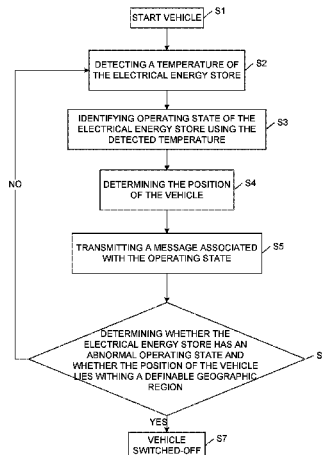 START VEHICLE
S1
DETECTING A TEMPERATURE OF
THE ELECTRICAL ENERGY STORE
S2
IDENTIFYING OPERATING STATE OF THE
ELECTRICAL ENERGY STORE USING THE
DETECTED TEMPERATURE
S3
NO
DETERMINING THE POSITION
OF THE VEHICLE
S4
TRANSMITTING A MESSAGE ASSOCIATED
WITH THE OPERATING STATE
S5
DETERMINING WHETHER THE
ELECTRICAL ENERGY STORE HAS AN
ABNORMAL OPERATING STATE AND
WHETHER THE POSITION OF THE VEHICLE
LIES WITHING A DEFINABLE GEOGRAPHIC
REGION
S
YES
VEHICLE
SWITCHED-OFF
S7